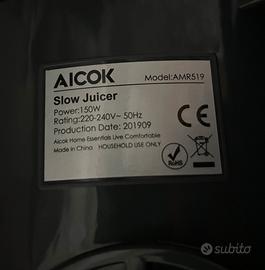 AICOK
Model:AMR519
Slow Juicer
Power:150W
Rating:220-240V~ 50Hz
Production Date: 201909
Aicok Home Essentials Live Comfortable
Made in China HOUSEHOLD USE ONLY
CE
RoHS
subito